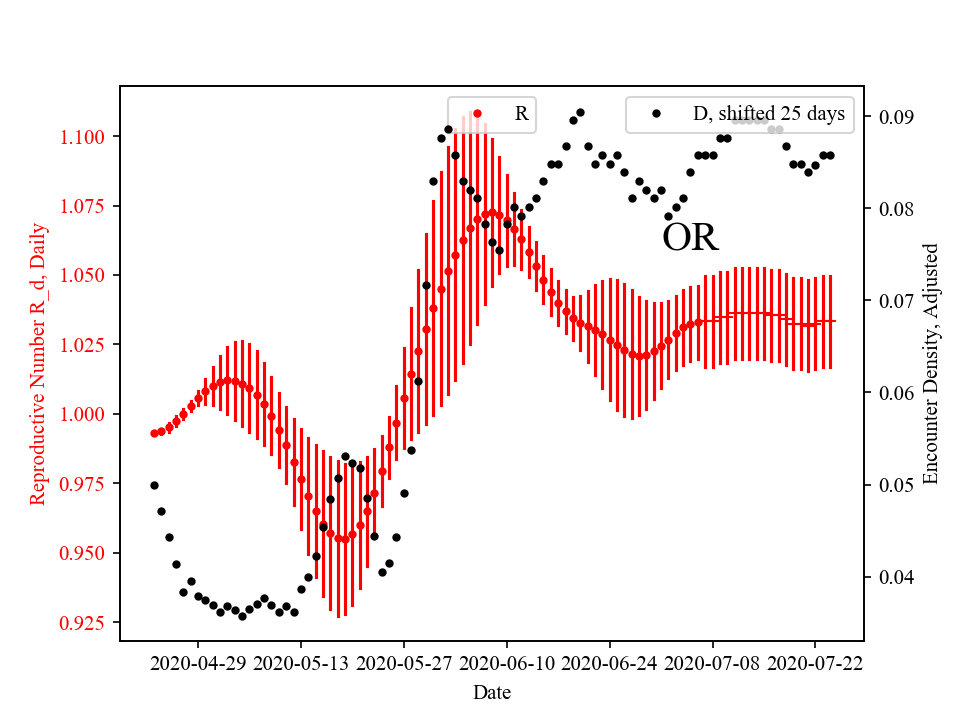 R
D, shifted 25 days
OR
Reproductive Number R_d, Daily
1.100
1.075
1.050
1.025
1.000
0.975
0.950
0.925
0.09
0.08
0.07
0.06
0.05
0.04
Encounter Density, Adjusted
2020-04-29 2020-05-13 2020-05-27 2020-06-10 2020-06-24 2020-07-08 2020-07-22
Date